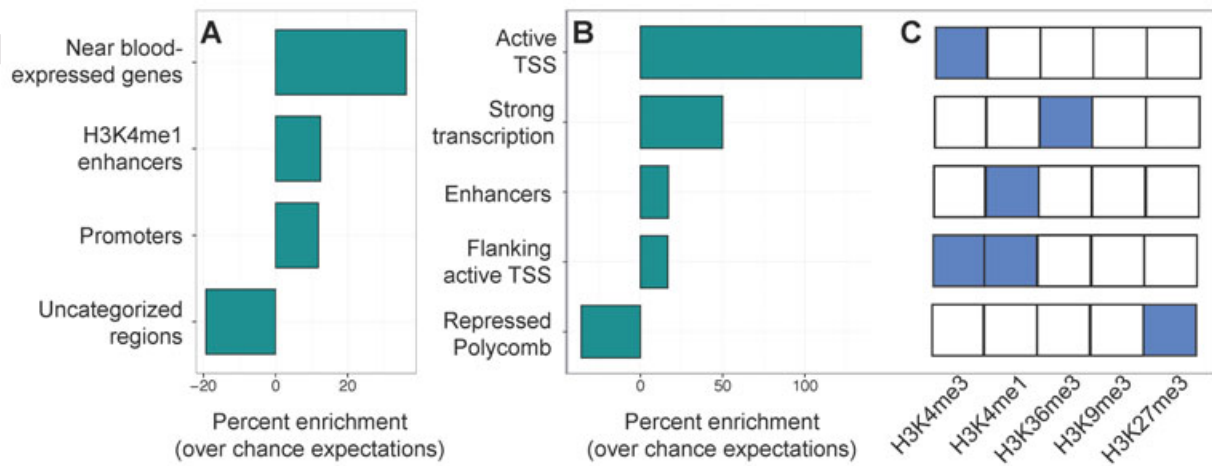 A
Near blood-
expressed genes
H3K4me1
enhancers
Promoters
Uncategorized
regions
−20
0
20
Percent enrichment
(over chance expectations)
B
Active
TSS
Strong
transcription
Enhancers
Flanking
active TSS
Repressed
Polycomb
0
50
100
Percent enrichment
(over chance expectations)
C
H3K4me3
H3K4me1
H3K36me3
H3K9me3
H3K27me3